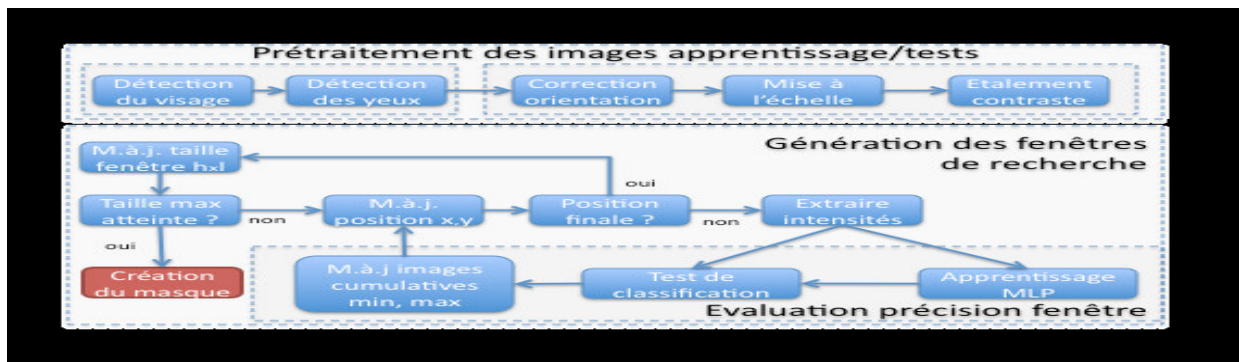 Prétraitement des images apprentissage/tests
Détection
du visage
Détection
des yeux
Correction
orientation
Mise à
l'échelle
Etalement
contraste
Génération des fenêtres
de recherche
M.à.j. taille
fenêtre hxl
oui
Taille max
atteinte ?
non
M.à.j.
position x,y
Position
finale ?
non
Extraire
intensités
oui
Création
du masque
M.à.j images
cumulatives
min, max
Test de
classification
Apprentissage
MLP
Evaluation précision fenêtre